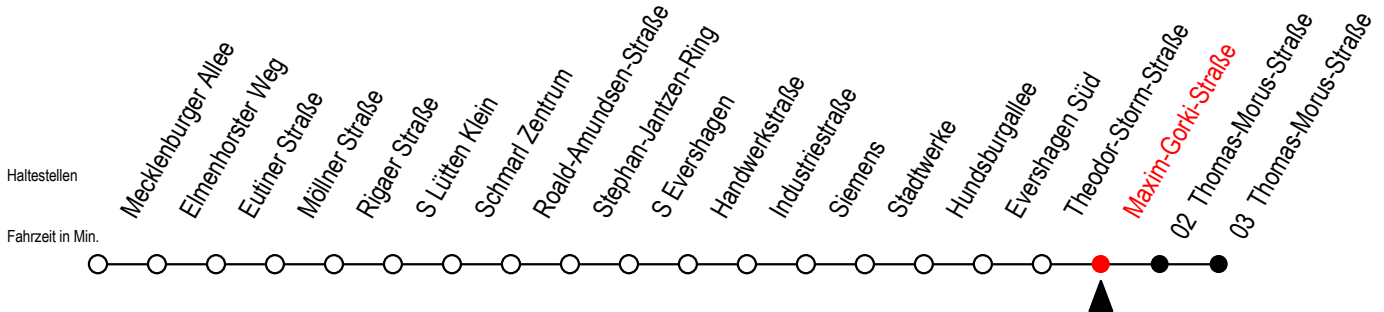 Mecklenburger Allee
Elmenhorster Weg
Eutiner Straße
Möllner Straße
Rigaer Straße
S Lütten Klein
Schmarl Zentrum
Roald-Amundsen-Straße
Stephan-Jantzen-Ring
S Evershagen
Handwerkstraße
Industriestraße
Siemens
Stadtwerke
Hundsburgallee
Evershagen Süd
Theodor-Storm-Straße
Maxim-Gorki-Straße
02 Thomas-Morus-Straße
03 Thomas-Morus-Straße
Haltestellen
Fahrzeit in Min.